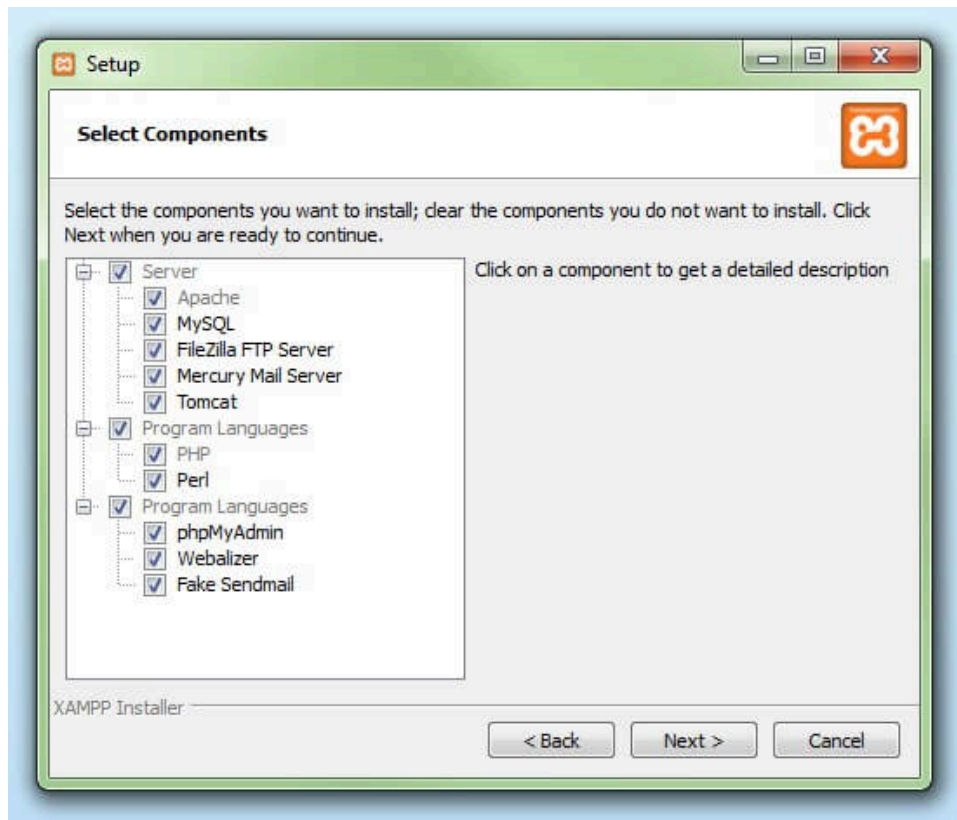 Setup
Select Components
Select the components you want to install; clear the components you do not want to install. Click
Next when you are ready to continue.
Server
Apache
MySQL
FileZilla FTP Server
Mercury Mail Server
Tomcat
Program Languages
PHP
Perl
Program Languages
phpMyAdmin
Webalizer
Fake Sendmail
Click on a component to get a detailed description
XAMPP Installer
< Back
Next >
Cancel